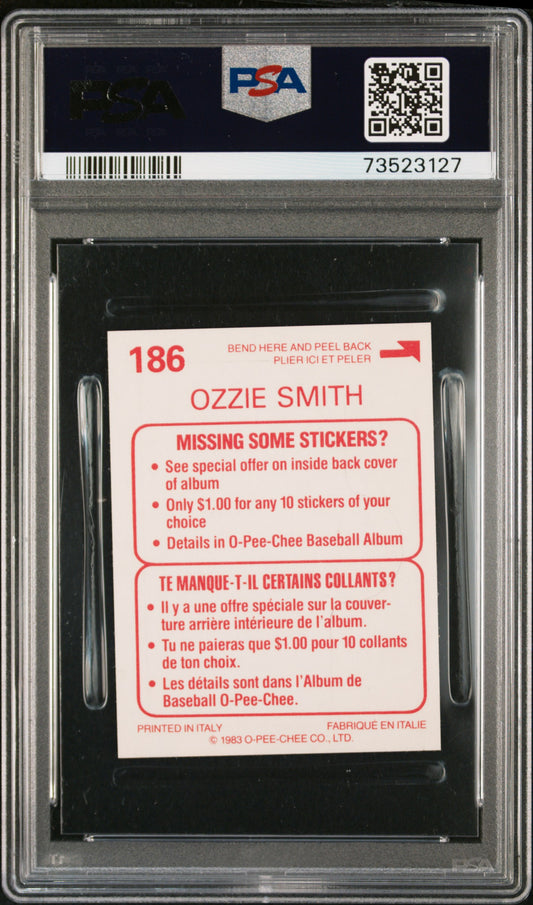 PSA
PSA
73523127
186
BEND HERE AND PEEL BACK
PLIER ICI ET PELER
OZZIE SMITH
MISSING SOME STICKERS?
• See special offer on inside back cover
of album
• Only $1.00 for any 10 stickers of your
choice
• Details in O-Pee-Chee Baseball Album
TE MANQUE-T-IL CERTAINS COLLANTS?
• Il y a une offre spéciale sur la couver-
ture arrière intérieure de l'album.
• Tu ne paieras que $1.00 pour 10 collants
de ton choix.
• Les détails sont dans l'Album de
Baseball O-Pee-Chee.
PRINTED IN ITALY
FABRIQUÉ EN ITALIE
© 1983 O-PEE-CHEE CO., LTD.
PSA